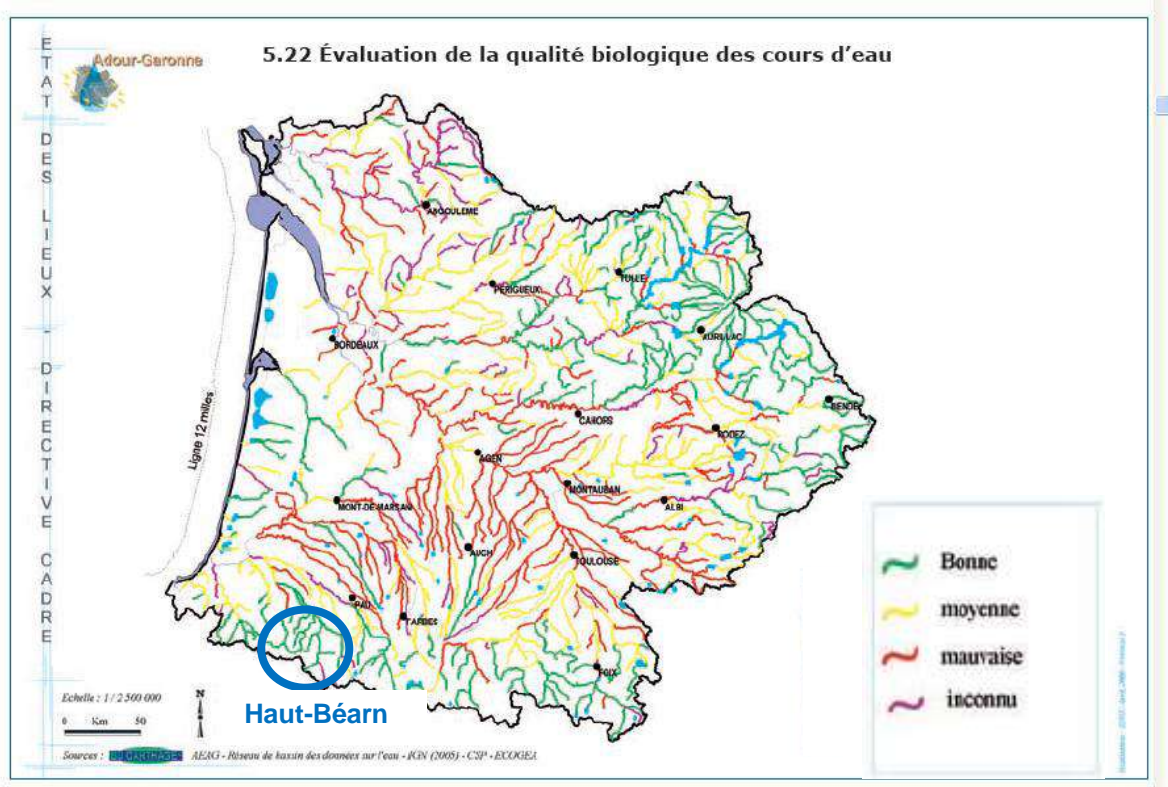 5.22 Évaluation de la qualité biologique des cours d'eau
Adour-Garonne
ETAT DES LIEUX - DIRECTIVE CADRE
ANGOULEME
TULLE
PERIGUEUX
AURILLAC
BORDEAUX
MENDE
Ligne 12 milles
CAHORS
RODEZ
AGEN
MONTAUBAN
MONT-DE-MARSAN
ALBI
AUCH
TOULOUSE
PAU
TARBES
FOIX
Bonne
moyenne
mauvaise
inconnu
Haut-Béarn
Echelle : 1 / 2 500 000
N
0 Km 50
Sources : BD CARTHAGE AEAG - Réseau de bassin des données sur l'eau - IGN (2005) - CSP - ECOGEA